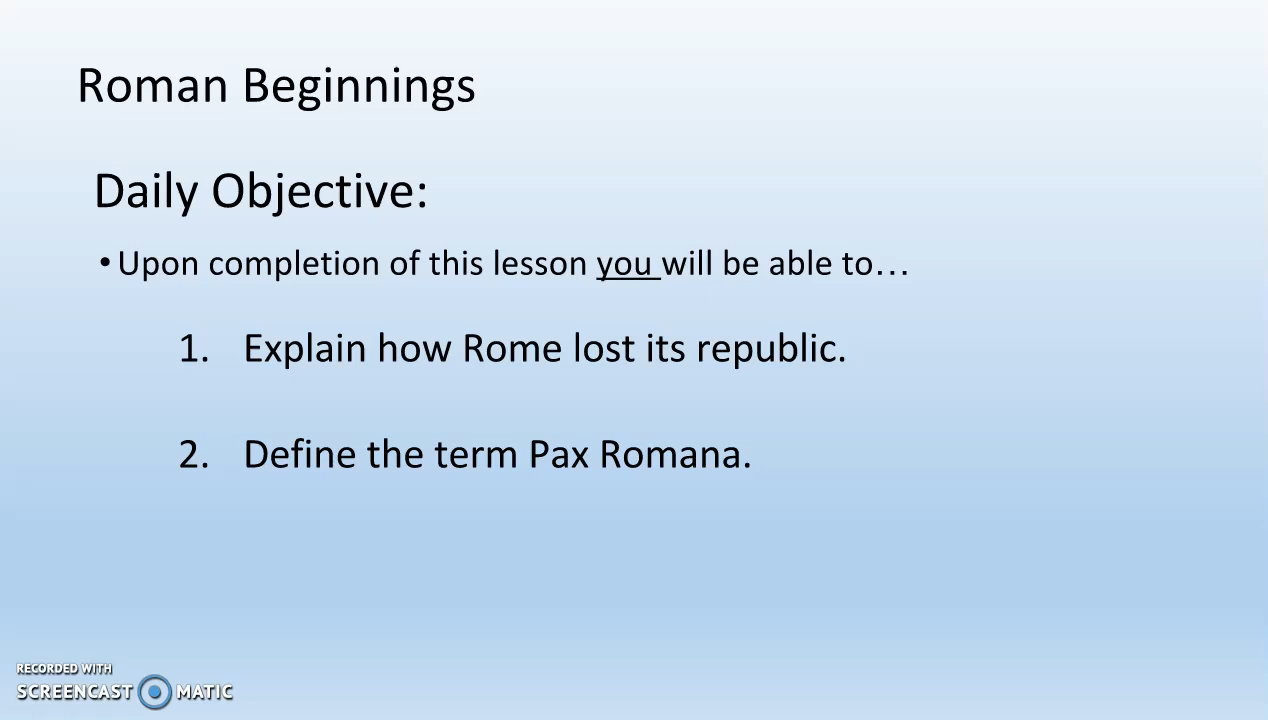 Roman Beginnings
Daily Objective:
• Upon completion of this lesson you will be able to…
1. Explain how Rome lost its republic.
2. Define the term Pax Romana.
RECORDED WITH
SCREENCAST MATIC